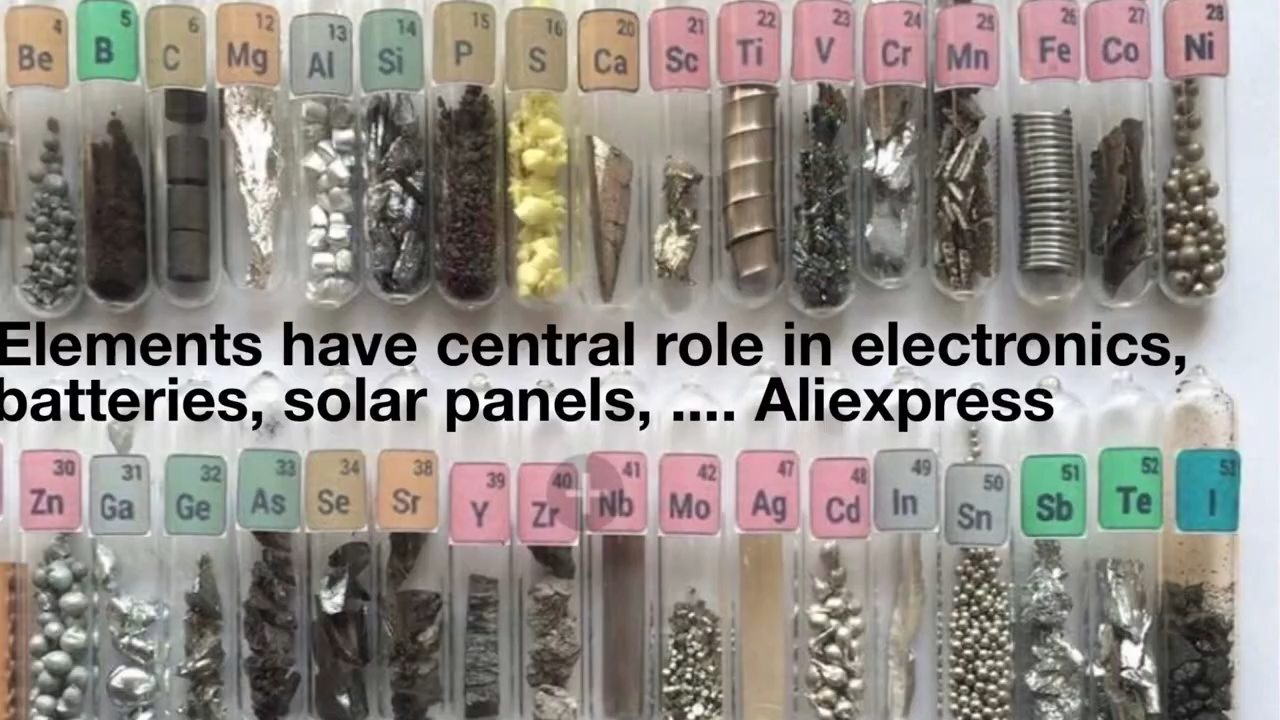 4 5 6 12 13 14 15 16 20 21 22 23 24 25 26 27 28
Be B C Mg Al Si P S Ca Sc Ti V Cr Mn Fe Co Ni
Elements have central role in electronics,
batteries, solar panels, .... Aliexpress
30 31 32 33 34 38 39 40 41 42 47 48 49 50 51 52 53
Zn Ga Ge As Se Sr Y Zr Nb Mo Ag Cd In Sn Sb Te I